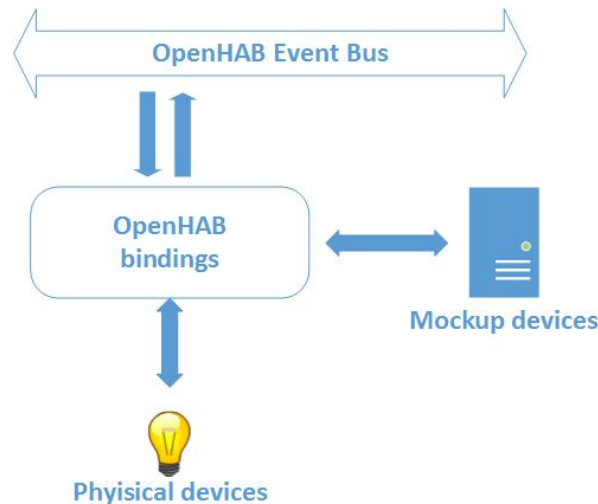 OpenHAB Event Bus
OpenHAB
bindings
Mockup devices
Phyisical devices